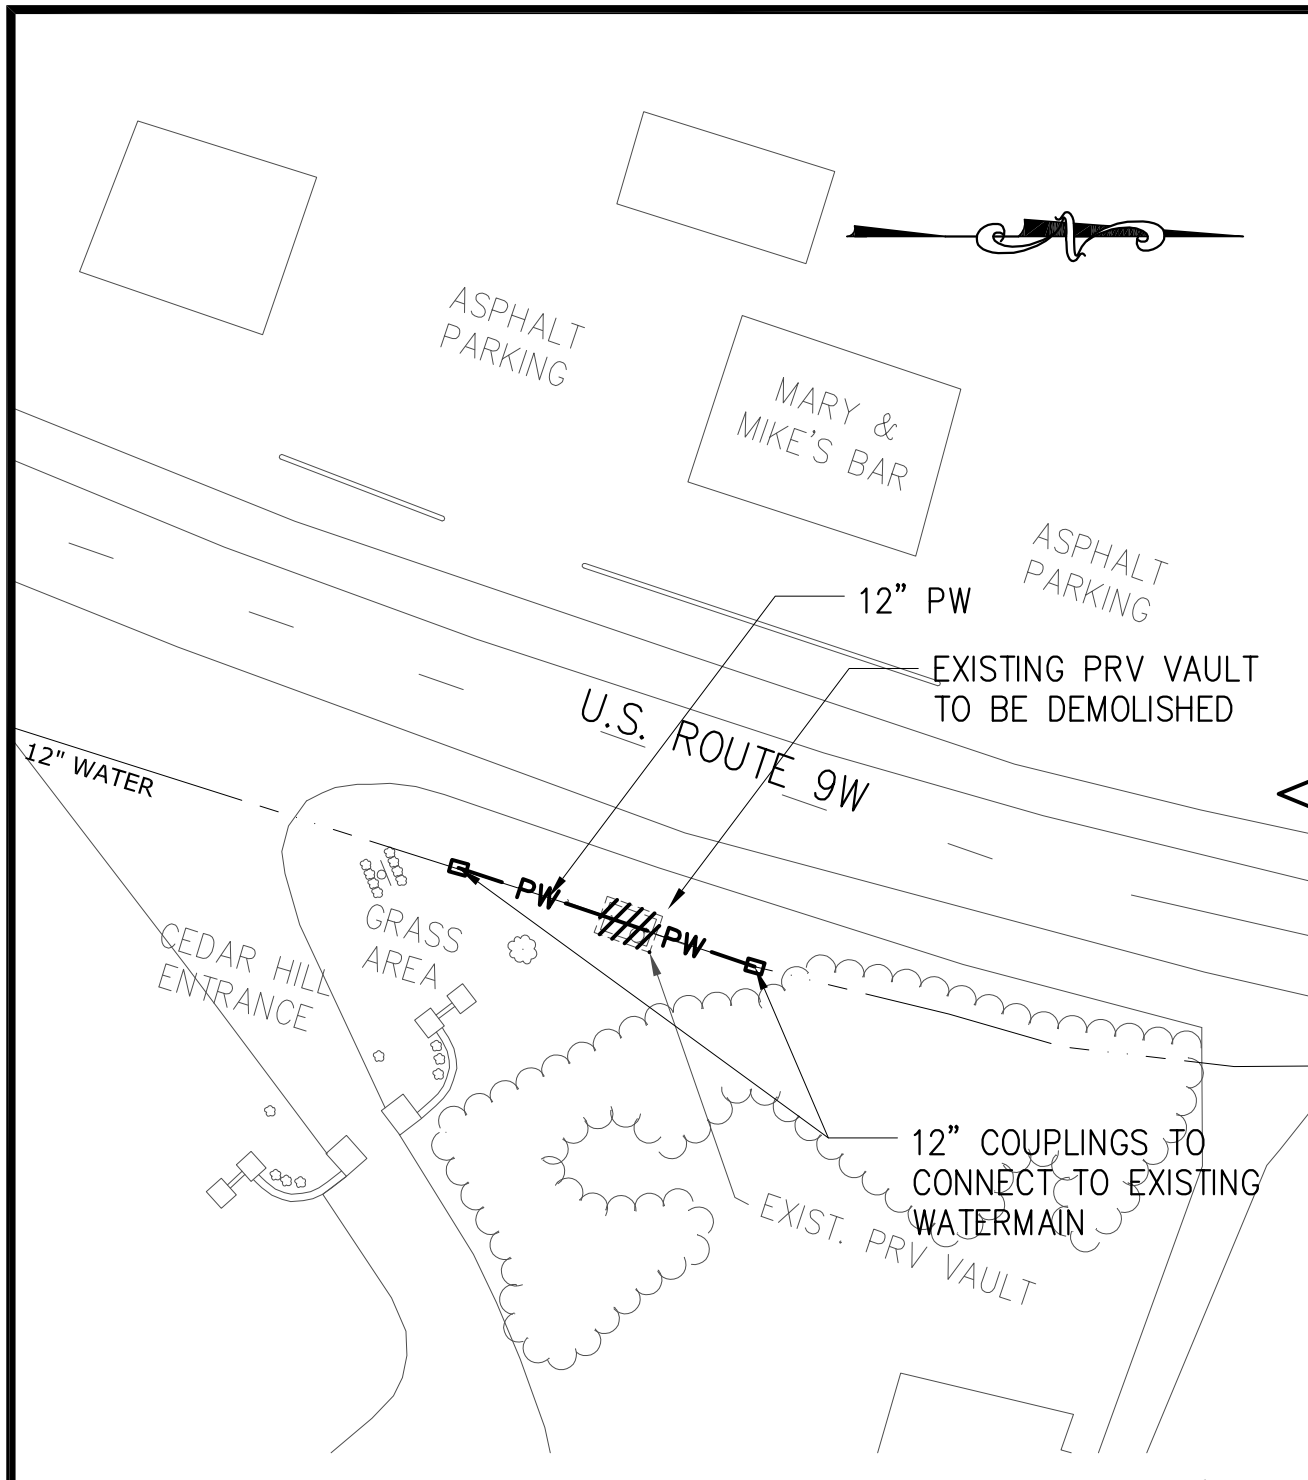 N
ASPHALT
PARKING
MARY &
MIKE'S BAR
ASPHALT
PARKING
12” PW
EXISTING PRV VAULT
TO BE DEMOLISHED
U.S. ROUTE 9W
12" WATER
PW
PW
GRASS
AREA
CEDAR HILL
ENTRANCE
12” COUPLINGS TO
CONNECT TO EXISTING
WATERMAIN
EXIST. PRV VAULT